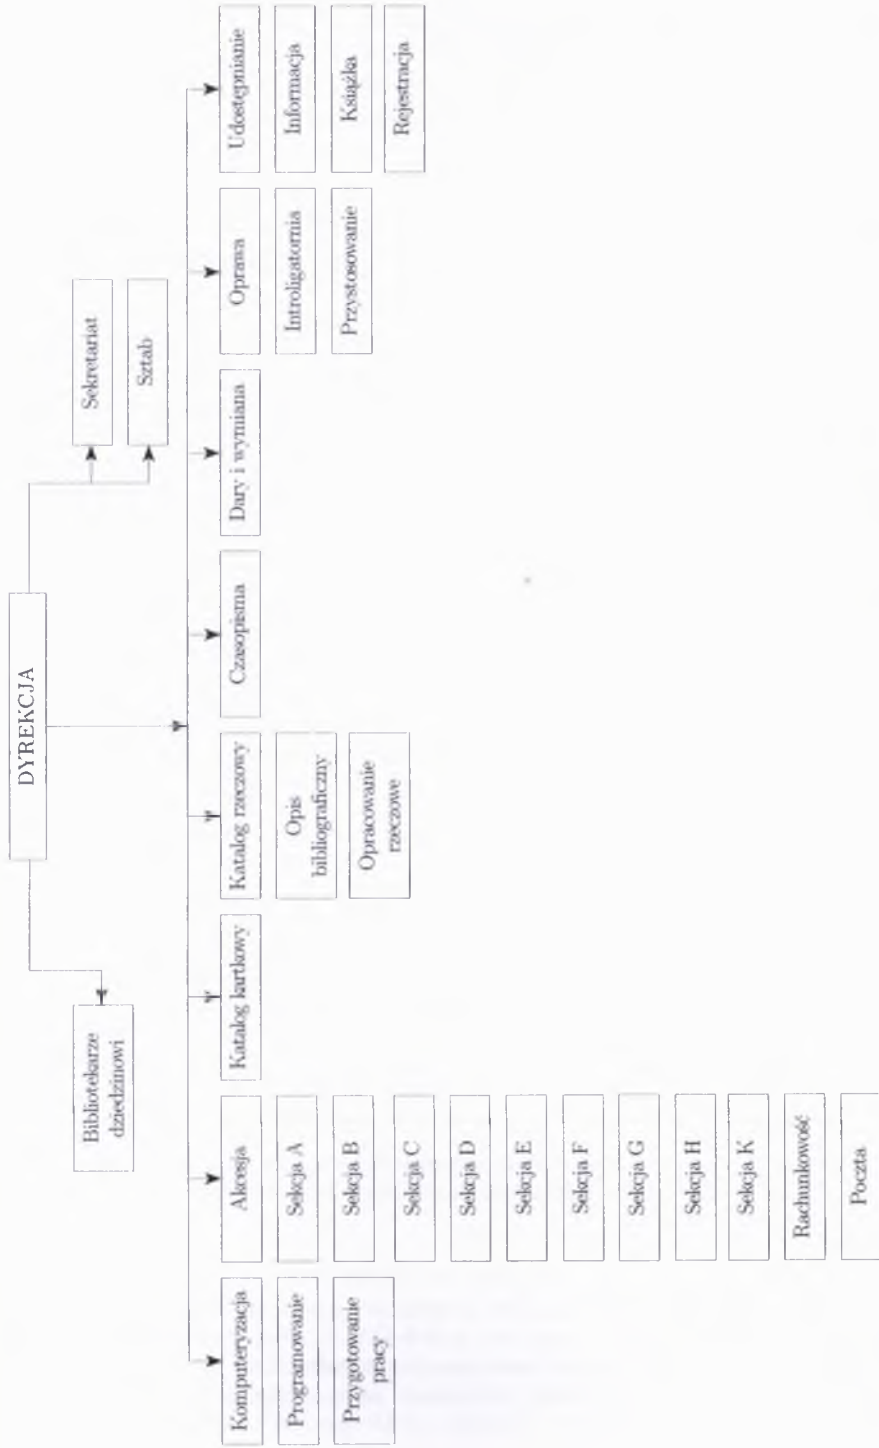 DYREKCJA
Bibliotekarze
dziedzinowi
Sekretariat
Sztab
Komputeryzacja
Programowanie
Przygotowanie
pracy
Akcesja
Sekcja A
Sekcja B
Sekcja C
Sekcja D
Sekcja E
Sekcja F
Sekcja G
Sekcja H
Sekcja K
Rachunkowość
Poczta
Katalog kartkowy
Katalog rzeczowy
Opis
bibliograficzny
Opracowanie
rzeczowe
Czasopisma
Dary i wymiana
Oprawa
Introligatornia
Przystosowanie
Udostępnianie
Informacja
Książka
Rejestracja